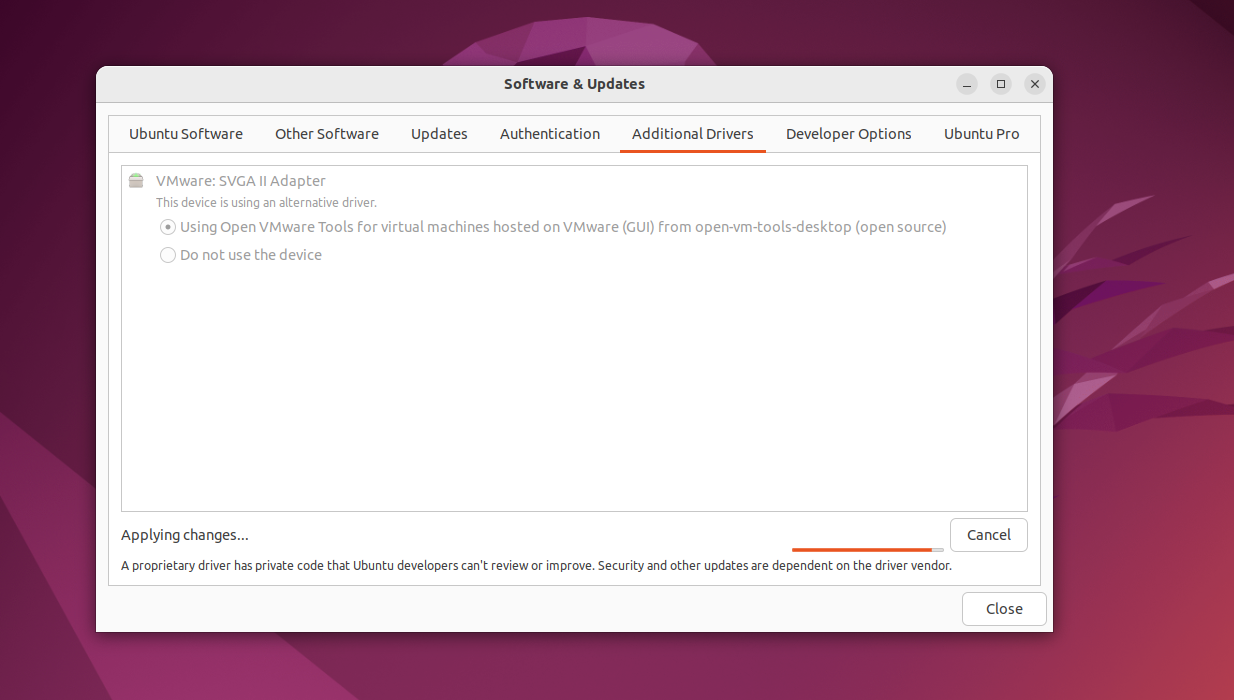 Software & Updates
Ubuntu Software Other Software Updates Authentication Additional Drivers Developer Options Ubuntu Pro
VMware: SVGA II Adapter
This device is using an alternative driver.
Using Open VMware Tools for virtual machines hosted on VMware (GUI) from open-vm-tools-desktop (open source)
Do not use the device
Applying changes... Cancel
A proprietary driver has private code that Ubuntu developers can't review or improve. Security and other updates are dependent on the driver vendor.
Close